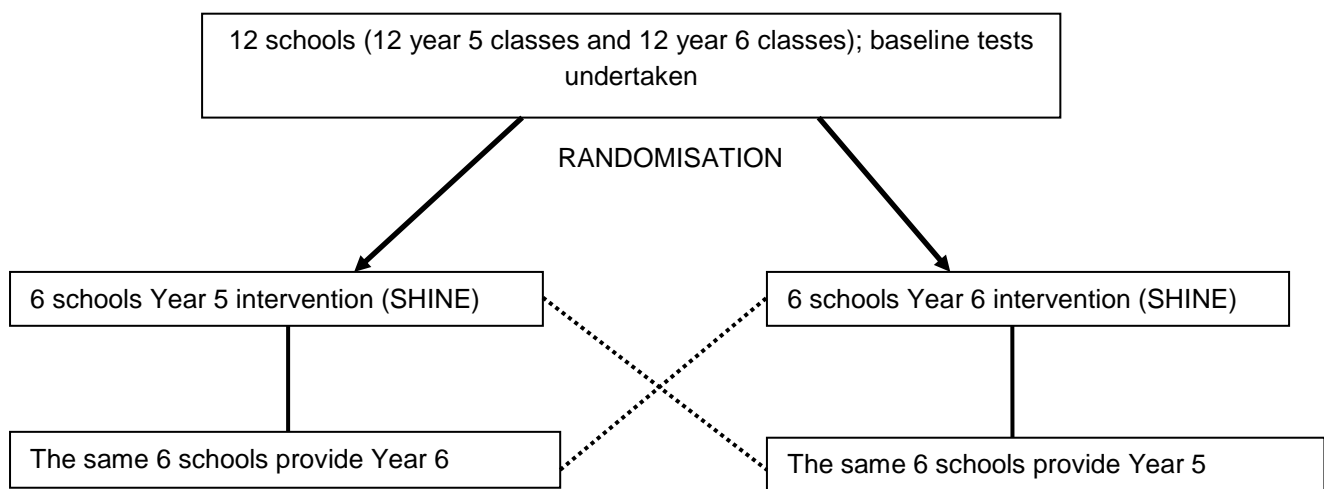 12 schools (12 year 5 classes and 12 year 6 classes); baseline tests
undertaken
RANDOMISATION
6 schools Year 5 intervention (SHINE)
6 schools Year 6 intervention (SHINE)
The same 6 schools provide Year 6
The same 6 schools provide Year 5